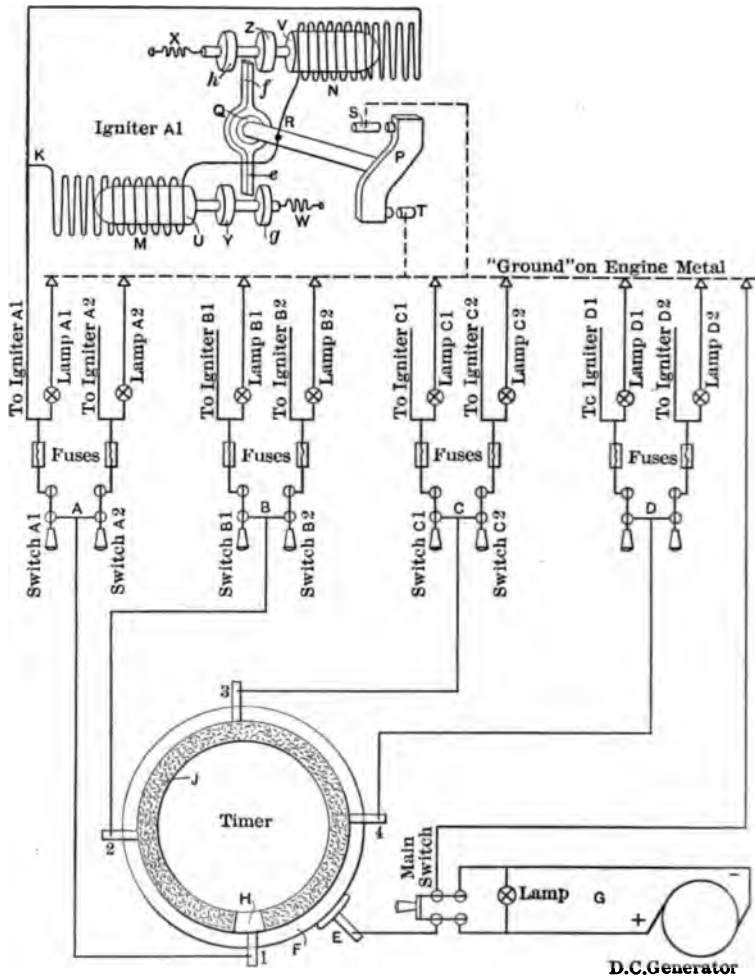 X
Z
V
h
f
N
Igniter A1
Q
R
S
P
K
e
T
M
U
Y
g
W
"Ground" on Engine Metal
To Igniter A1
Lamp A1
To Igniter A2
Lamp A2
To Igniter B1
Lamp B1
To Igniter B2
Lamp B2
To Igniter C1
Lamp C1
To Igniter C2
Lamp C2
Tc Igniter D1
Lamp D1
To Igniter D2
Lamp D2
Fuses
Fuses
Fuses
Fuses
A
B
C
D
Switch A1
Switch A2
Switch B1
Switch B2
Switch C1
Switch C2
3
J
Timer
2
4
H
F
E
1
Main
Switch
Lamp
G
-
+
D.C.Generator